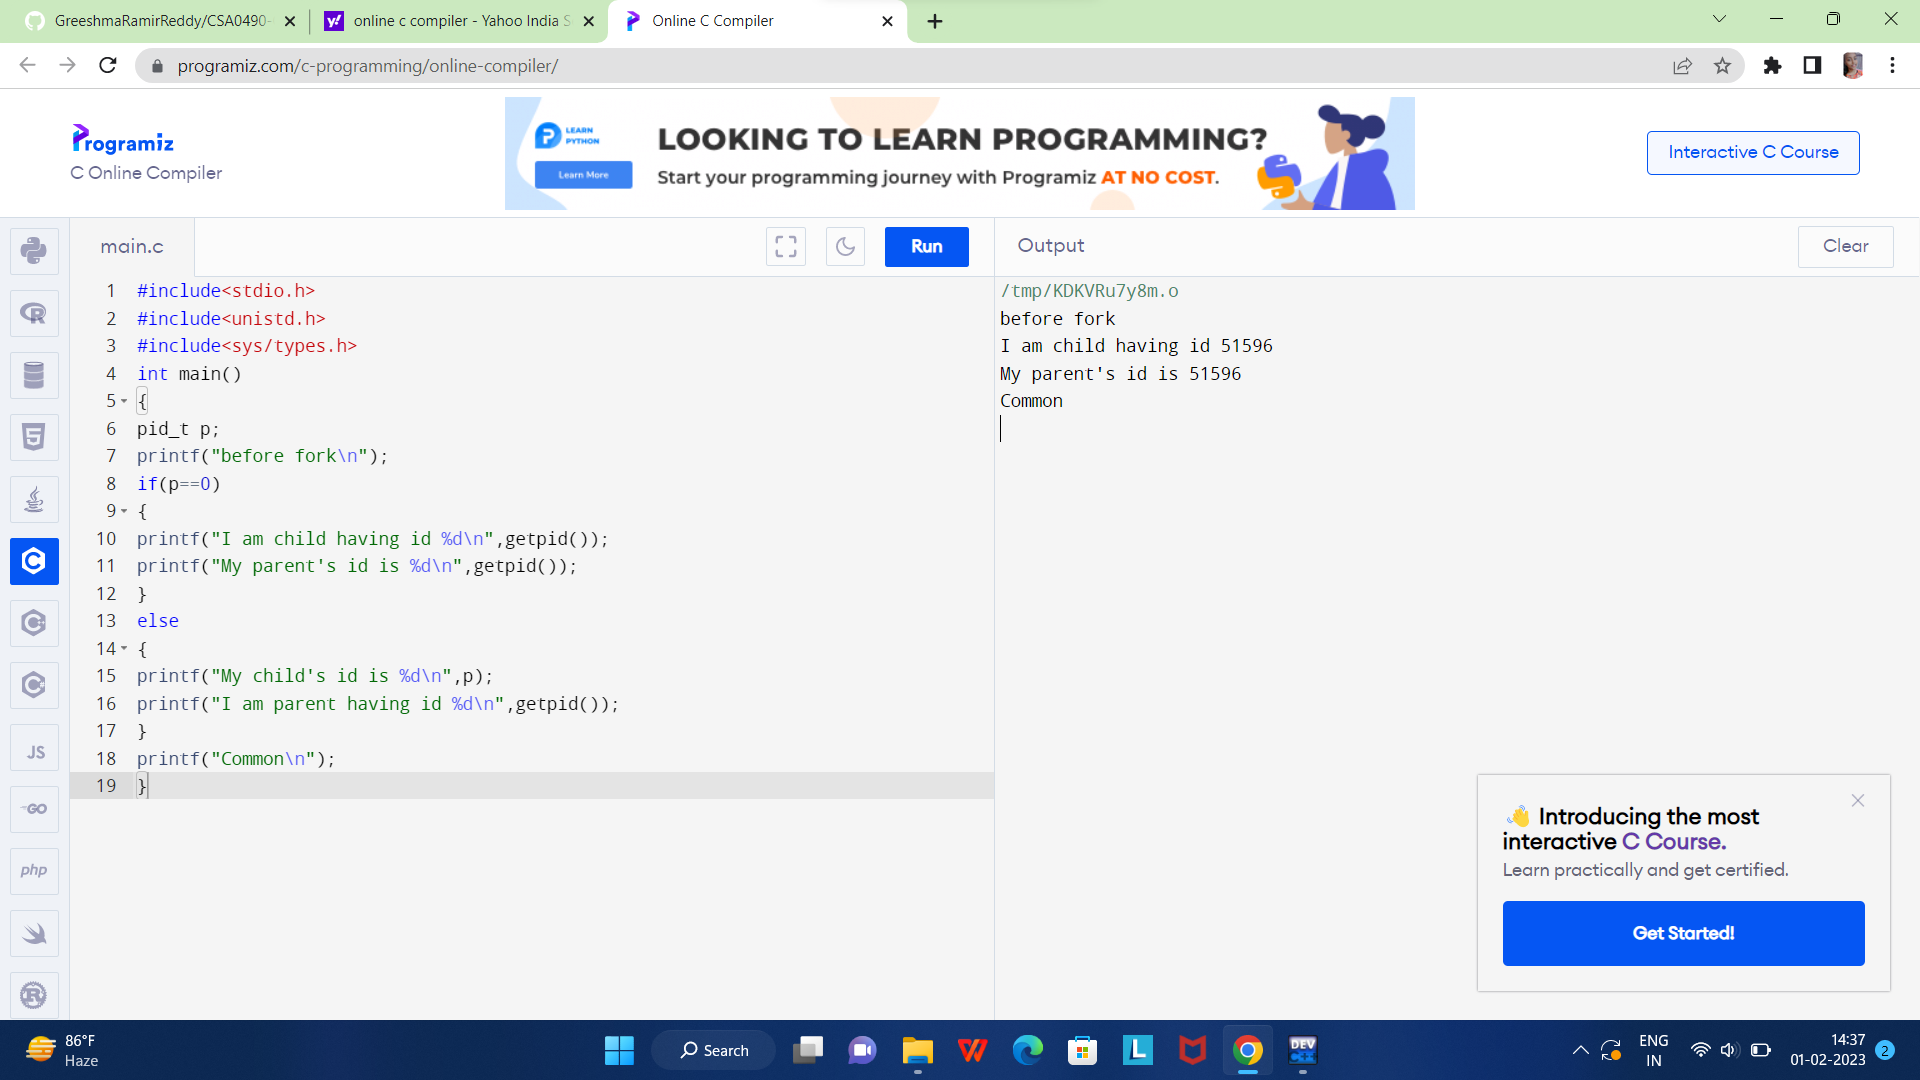 GreeshmaRamirReddy/CSA0490-
online c compiler - Yahoo India S
Online C Compiler
programiz.com/c-programming/online-compiler/
Programiz
C Online Compiler
LEARN
PYTHON
Learn More
LOOKING TO LEARN PROGRAMMING?
Start your programming journey with Programiz AT NO COST.
Interactive C Course
main.c
Run
Output
Clear
1 #include<stdio.h>
2 #include<unistd.h>
3 #include<sys/types.h>
4 int main()
5 {
6 pid_t p;
7 printf("before fork\n");
8 if(p==0)
9 {
10 printf("I am child having id %d\n",getpid());
11 printf("My parent's id is %d\n",getpid());
12 }
13 else
14 {
15 printf("My child's id is %d\n",p);
16 printf("I am parent having id %d\n",getpid());
17 }
18 printf("Common\n");
19 }
/tmp/KDKVRu7y8m.o
before fork
I am child having id 51596
My parent's id is 51596
Common
JS
GO
php
👋 Introducing the most
interactive C Course.
Learn practically and get certified.
Get Started!
86°F
Haze
Search
L
DEV
C++
ENG
IN
14:37
01-02-2023
2